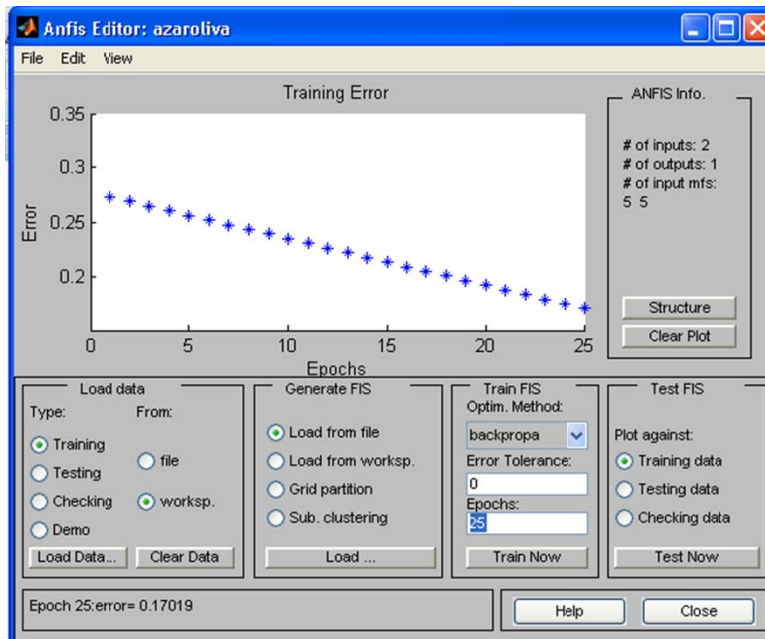 Anfis Editor: azaroliva
File Edit View
Training Error
0.35
0.3
0.25
0.2
Error
0 5 10 15 20 25
Epochs
ANFIS Info.
# of inputs: 2
# of outputs: 1
# of input mfs:
5 5
Structure
Clear Plot
Load data
Type: From:
Training
Testing
Checking
Demo
file
worksp.
Load Data... Clear Data
Generate FIS
Load from file
Load from worksp.
Grid partition
Sub. clustering
Load ...
Train FIS
Optim. Method:
backpropa
Error Tolerance:
0
Epochs:
25
Train Now
Test FIS
Plot against:
Training data
Testing data
Checking data
Test Now
Epoch 25:error= 0.17019
Help Close